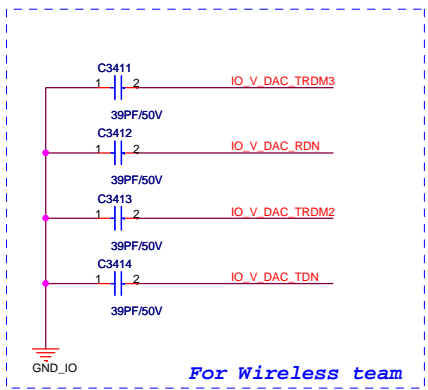 C3411
1 2 IO_V_DAC_TRDM3
39PF/50V
C3412
1 2 IO_V_DAC_RDN
39PF/50V
C3413
1 2 IO_V_DAC_TRDM2
39PF/50V
C3414
1 2 IO_V_DAC_TDN
39PF/50V
GND_IO
For Wireless team